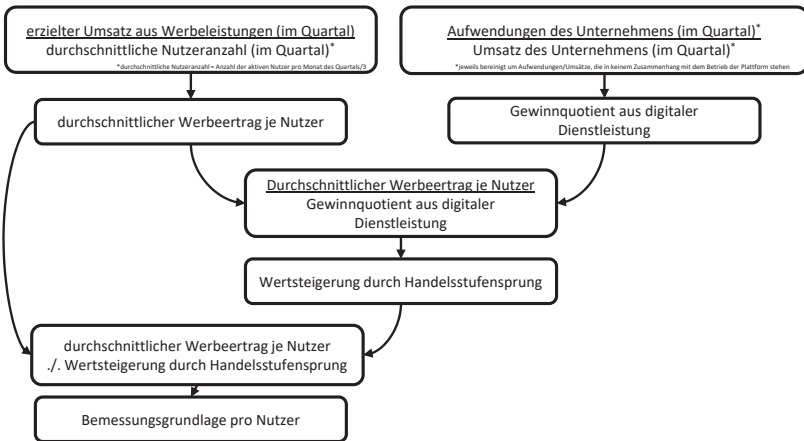 erzielter Umsatz aus Werbeleistungen (im Quartal)
durchschnittliche Nutzeranzahl (im Quartal)*
*durchschnittliche Nutzeranzahl = Anzahl der aktiven Nutzer pro Monat des Quartals/3
Aufwendungen des Unternehmens (im Quartal)*
Umsatz des Unternehmens (im Quartal)*
*jeweils bereinigt um Aufwendungen/Umsätze, die in keinem Zusammenhang mit dem Betrieb der Plattform stehen
durchschnittlicher Werbeertrag je Nutzer
Gewinnquotient aus digitaler
Dienstleistung
Durchschnittlicher Werbeertrag je Nutzer
Gewinnquotient aus digitaler
Dienstleistung
Wertsteigerung durch Handelsstufensprung
durchschnittlicher Werbeertrag je Nutzer
./. Wertsteigerung durch Handelsstufensprung
Bemessungsgrundlage pro Nutzer